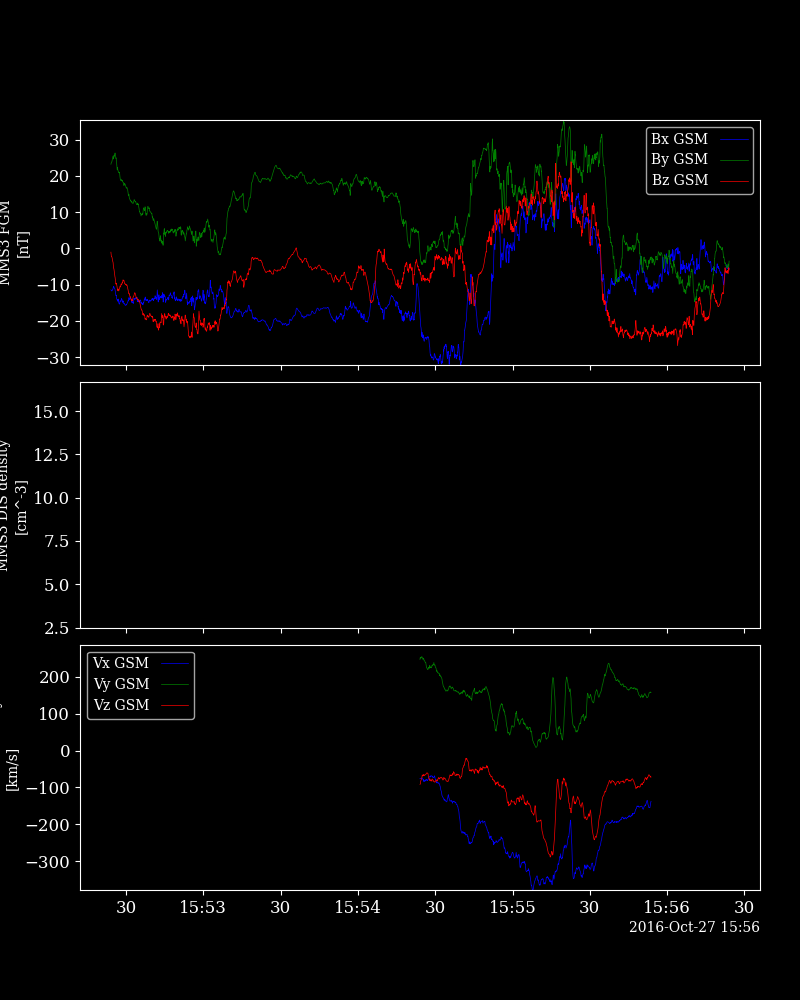 30
20
10
0
−10
−20
−30
MMS3 FGM
[nT]
Bx GSM
By GSM
Bz GSM
15.0
12.5
10.0
7.5
5.0
2.5
MMS3 DIS density
[cm^-3]
200
100
0
−100
−200
−300
[km/s]
Vx GSM
Vy GSM
Vz GSM
30 15:53 30 15:54 30 15:55 30 15:56 30
2016-Oct-27 15:56